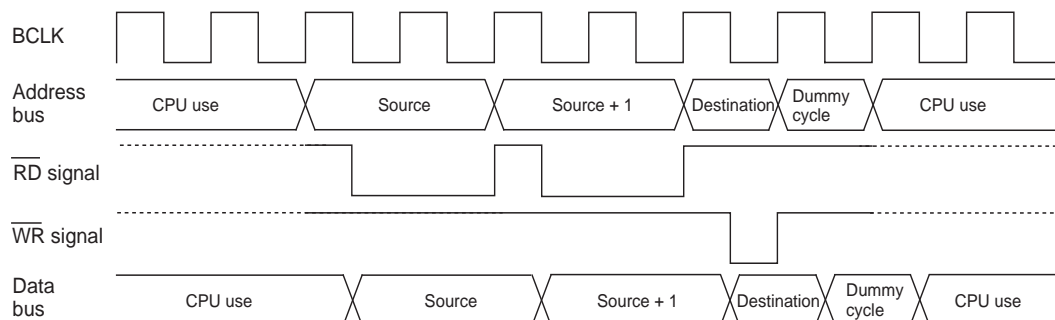 BCLK
Address bus
CPU use
Source
Source + 1
Destination
Dummy cycle
CPU use
RD signal
WR signal
Data bus
CPU use
Source
Source + 1
Destination
Dummy cycle
CPU use